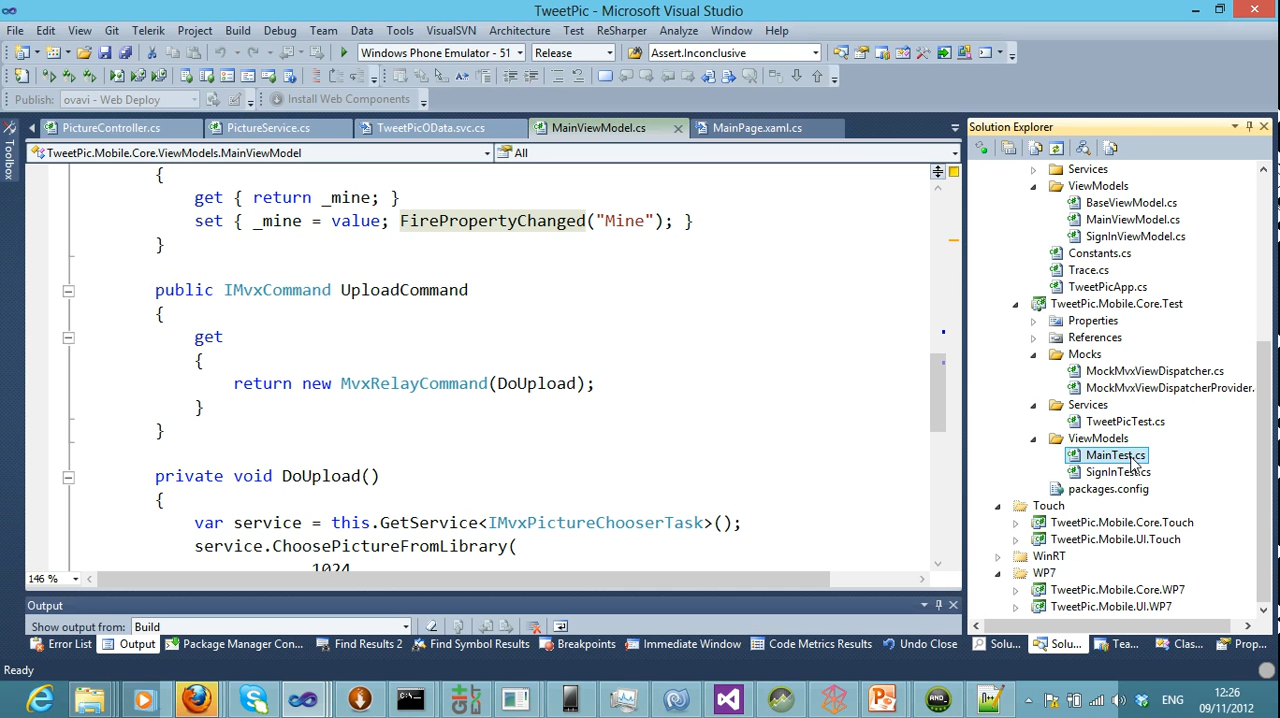 TweetPic - Microsoft Visual Studio
File Edit View Git Telerik Project Build Debug Team Data Tools VisualSVN Architecture Test ReSharper Analyze Window Help
Windows Phone Emulator - 51 Release Assert.Inconclusive
Publish: ovavi - Web Deploy Install Web Components
PictureController.cs PictureService.cs TweetPicOData.svc.cs MainViewModel.cs MainPage.xaml.cs
TweetPic.Mobile.Core.ViewModels.MainViewModel All
{
get { return _mine; }
set { _mine = value; FirePropertyChanged("Mine"); }
}
public IMvxCommand UploadCommand
{
get
{
return new MvxRelayCommand(DoUpload);
}
}
private void DoUpload()
{
var service = this.GetService<IMvxPictureChooserTask>();
service.ChoosePictureFromLibrary(
1024
146 %
Toolbox
Solution Explorer
Services
ViewModels
BaseViewModel.cs
MainViewModel.cs
SignInViewModel.cs
Constants.cs
Trace.cs
TweetPicApp.cs
TweetPic.Mobile.Core.Test
Properties
References
Mocks
MockMvxViewDispatcher.cs
MockMvxViewDispatcherProvider.
Services
TweetPicTest.cs
ViewModels
MainTest.cs
SignInTest.cs
packages.config
Touch
TweetPic.Mobile.Core.Touch
TweetPic.Mobile.UI.Touch
WinRT
WP7
TweetPic.Mobile.Core.WP7
TweetPic.Mobile.UI.WP7
Output
Show output from: Build
Error List Output Package Manager Con... Find Results 2 Find Symbol Results Breakpoints Immediate Window Code Metrics Results Undo Close Solu... Solu... Tea... Clas... Prop...
Ready
ENG
12:26
09/11/2012